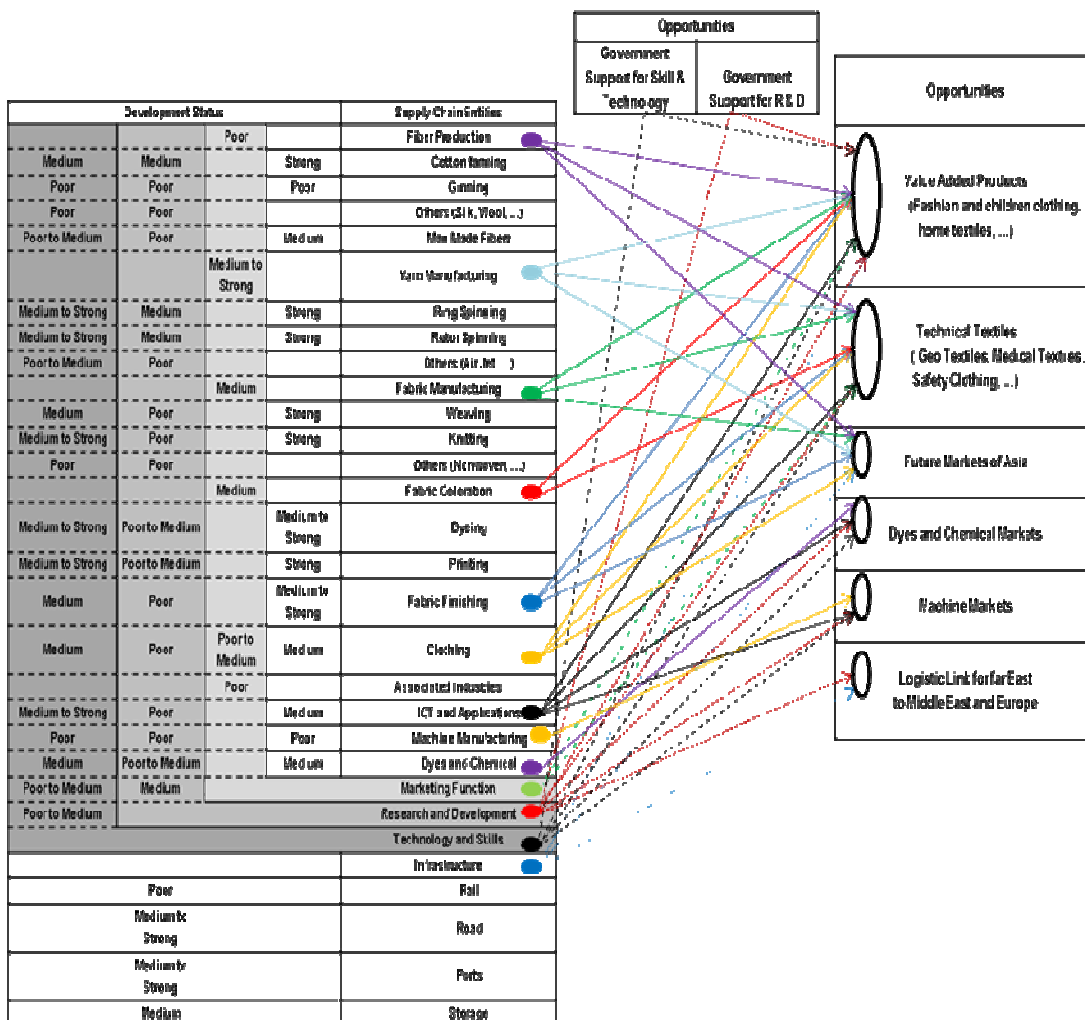 Opportunities
Government
Support for Skill &
Technology
Government
Support for R & D
Opportunities
Development Status
Supply Chain Entities
Poor
Fiber Production
Medium
Medium
Strong
Cotton farming
Poor
Poor
Poor
Ginning
Poor
Poor
Others (Silk, Wool, ...)
Poor to Medium
Poor
Medium
Man Made Fibers
Medium to
Strong
Yarn Manufacturing
Medium to Strong
Medium
Strong
Ring Spinning
Medium to Strong
Medium
Strong
Rotor Spinning
Poor to Medium
Poor
Others (Air Jet ...)
Medium
Fabric Manufacturing
Medium
Poor
Strong
Weaving
Medium to Strong
Poor
Strong
Knitting
Poor
Poor
Others (Nonwoven, ...)
Medium
Fabric Coloration
Medium to Strong
Poor to Medium
Medium to
Strong
Dyeing
Medium to Strong
Poor to Medium
Strong
Printing
Medium
Poor
Medium to
Strong
Fabric Finishing
Medium
Poor
Poor to
Medium
Medium
Clothing
Poor
Associated Industries
Medium to Strong
Poor
Medium
ICT and Applications
Poor
Poor
Poor
Machine Manufacturing
Medium
Poor to Medium
Medium
Dyes and Chemical
Poor to Medium
Medium
Marketing Function
Poor to Medium
Research and Development
Technology and Skills
Infrastructure
Poor
Rail
Medium to
Strong
Road
Medium to
Strong
Ports
Medium
Storage
Value Added Products
(Fashion and children clothing,
home textiles, ...)
Technical Textiles
( Geo Textiles, Medical Textiles,
Safety Clothing, ...)
Future Markets of Asia
Dyes and Chemical Markets
Machine Markets
Logistic Link for far East
to Middle East and Europe